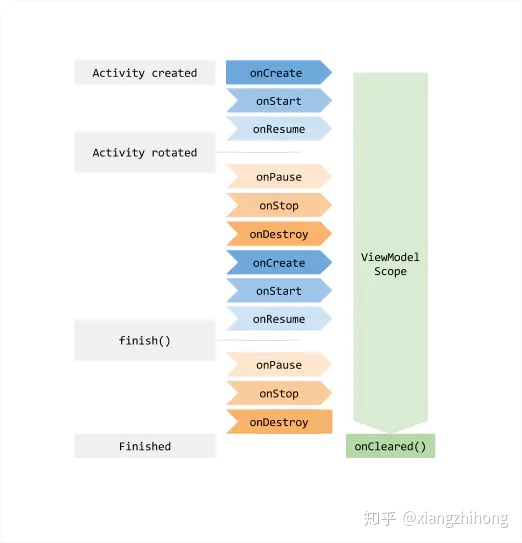 Activity created
onCreate
onStart
onResume
Activity rotated
onPause
onStop
onDestroy
onCreate
onStart
onResume
finish()
onPause
onStop
onDestroy
Finished
ViewModel
Scope
onCleared()
知乎 @xiangzhihong